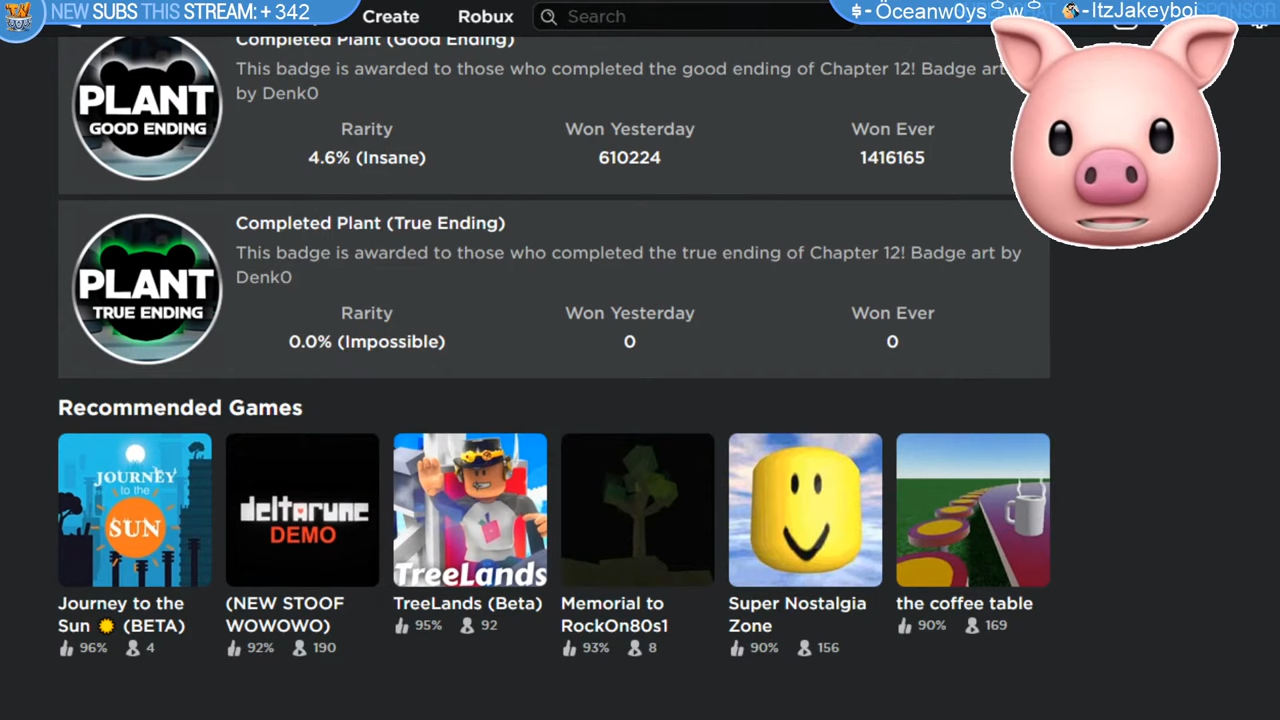 NEW SUBS THIS STREAM: + 342
Create
Robux
Search
$- Öceanw0ys
-ItzJakeyboi
Completed Plant (Good Ending)
PLANT
GOOD ENDING
This badge is awarded to those who completed the good ending of Chapter 12! Badge art
by Denk0
Rarity
Won Yesterday
Won Ever
4.6% (Insane)
610224
1416165
PLANT
TRUE ENDING
Completed Plant (True Ending)
This badge is awarded to those who completed the true ending of Chapter 12! Badge art by
Denk0
Rarity
Won Yesterday
Won Ever
0.0% (Impossible)
0
0
Recommended Games
JOURNEY
to the
SUN
deltarune
DEMO
TreeLands
Journey to the
Sun ☀ (BETA)
96% 4
(NEW STOOF
WOWOWO)
92% 190
TreeLands (Beta)
95% 92
Memorial to
RockOn80s1
93% 8
Super Nostalgia
Zone
90% 156
the coffee table
90% 169